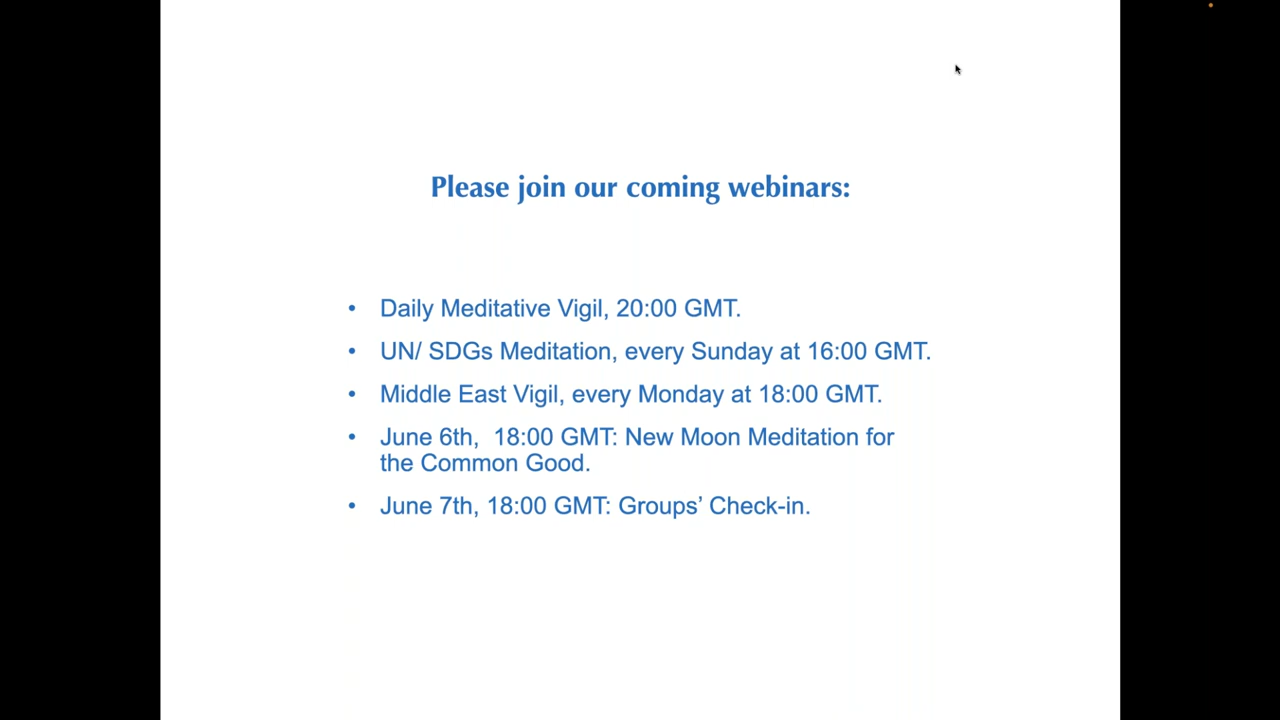 Please join our coming webinars:
• Daily Meditative Vigil, 20:00 GMT.
• UN/ SDGs Meditation, every Sunday at 16:00 GMT.
• Middle East Vigil, every Monday at 18:00 GMT.
• June 6th,  18:00 GMT: New Moon Meditation for
the Common Good.
• June 7th, 18:00 GMT: Groups’ Check-in.